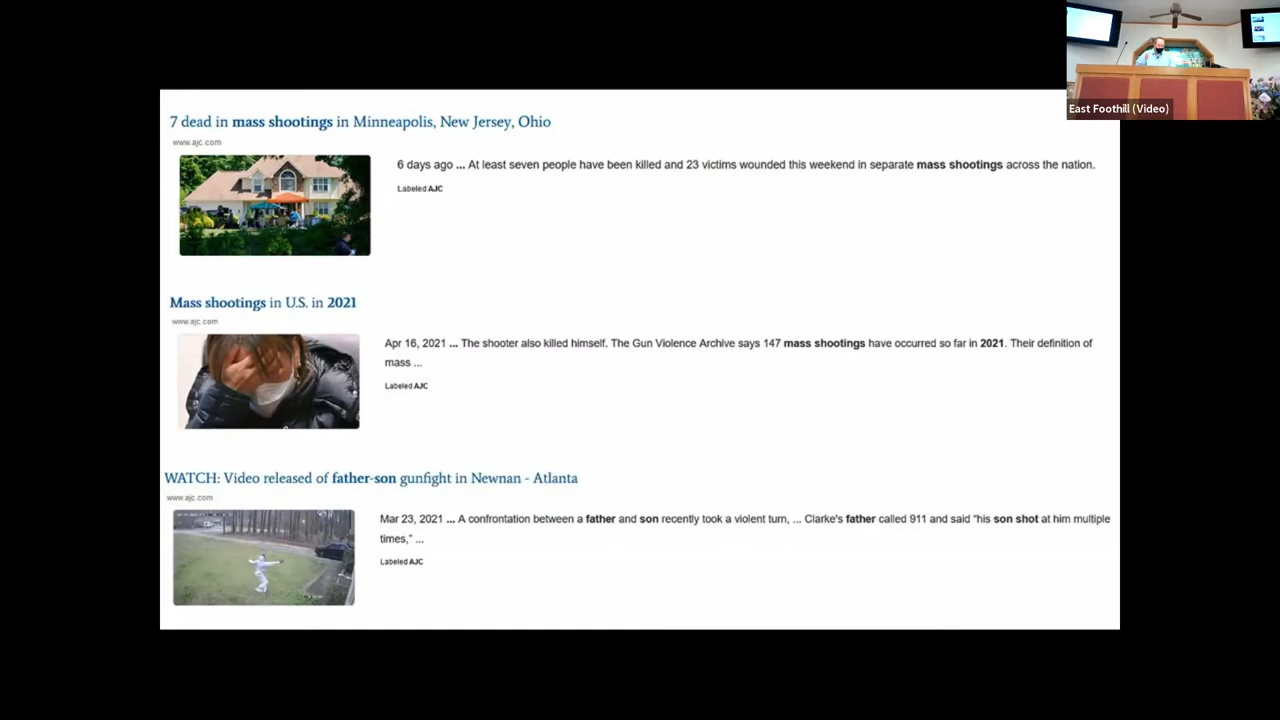 East Foothill (Video)
7 dead in mass shootings in Minneapolis, New Jersey, Ohio
www.ajc.com
6 days ago ... At least seven people have been killed and 23 victims wounded this weekend in separate mass shootings across the nation.
Labeled AJC
Mass shootings in U.S. in 2021
www.ajc.com
Apr 16, 2021 ... The shooter also killed himself. The Gun Violence Archive says 147 mass shootings have occurred so far in 2021. Their definition of
mass ...
Labeled AJC
WATCH: Video released of father-son gunfight in Newnan - Atlanta
www.ajc.com
Mar 23, 2021 ... A confrontation between a father and son recently took a violent turn, ... Clarke's father called 911 and said "his son shot at him multiple
times," ...
Labeled AJC